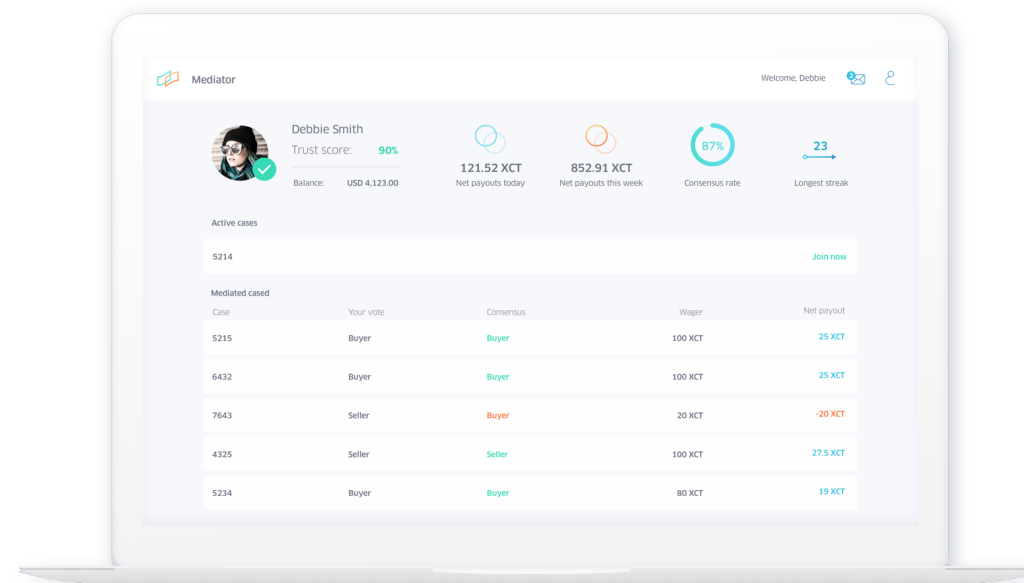 Mediator
Welcome, Debbie
2
Debbie Smith
Trust score: 90%
Balance: USD 4,123.00
121.52 XCT
Net payouts today
852.91 XCT
Net payouts this week
87%
Consensus rate
23
Longest streak
Active cases
5214 Join now
Mediated cased
Case Your vote Consensus Wager Net payout
5215 Buyer Buyer 100 XCT 25 XCT
6432 Buyer Buyer 100 XCT 25 XCT
7643 Seller Buyer 20 XCT -20 XCT
4325 Seller Seller 100 XCT 27.5 XCT
5234 Buyer Buyer 80 XCT 19 XCT